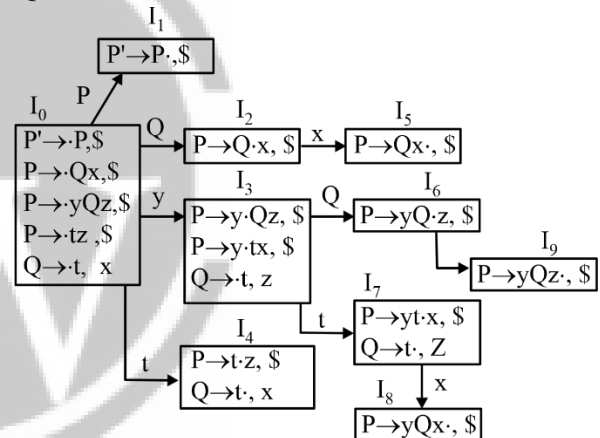 I₁
P'→P·,$
P
I₀
P'→·P,$
P→·Qx,$
P→·yQz,$
P→·tz ,$
Q→·t, x
Q
I₂
P→Q·x, $
x
I₅
P→Qx·, $
y
I₃
P→y·Qz, $
P→y·tx, $
Q→·t, z
Q
I₆
P→yQ·z, $
I₉
P→yQz·, $
t
I₇
P→yt·x, $
Q→t·, Z
t
I₄
P→t·z, $
Q→t·, x
x
I₈
P→yQx·, $